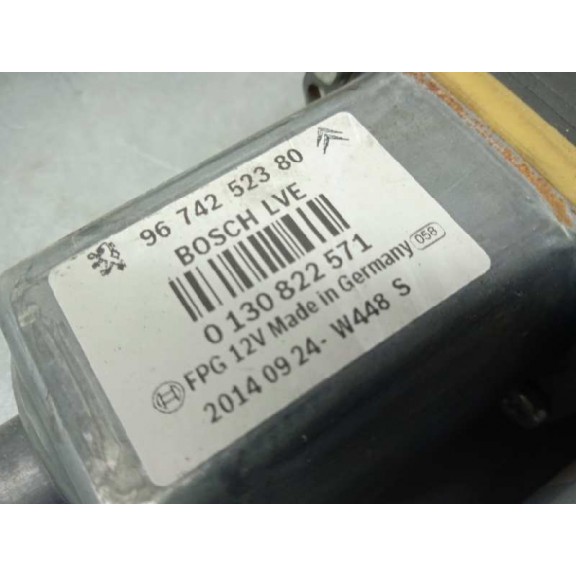 96 742 523 80
BOSCH LVE
0 130 822 571
FPG 12V Made in Germany 058
2014 09 24- W448 S